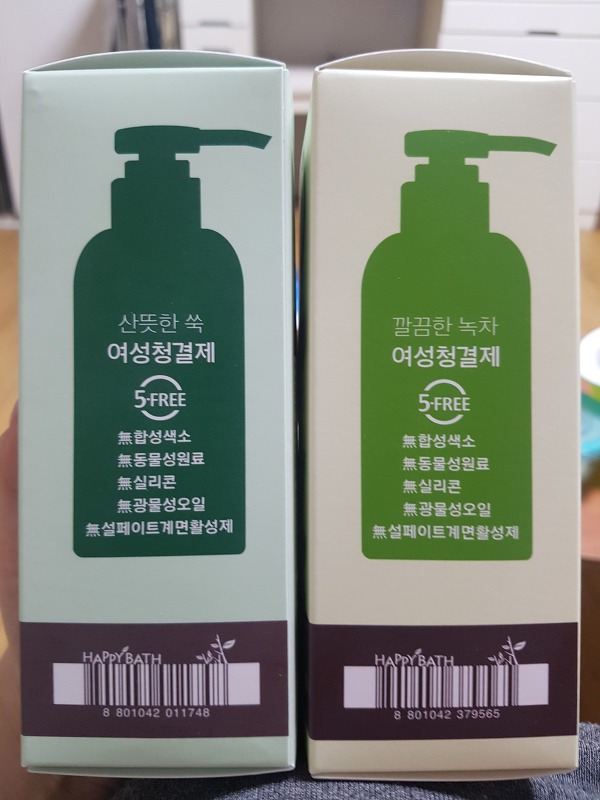 산뜻한 쑥
여성청결제
5-FREE
無합성색소
無동물성원료
無실리콘
無광물성오일
無설페이트계면활성제
HAPPY BATH
8 801042 011748
깔끔한 녹차
여성청결제
5-FREE
無합성색소
無동물성원료
無실리콘
無광물성오일
無설페이트계면활성제
HAPPY BATH
8 801042 379565